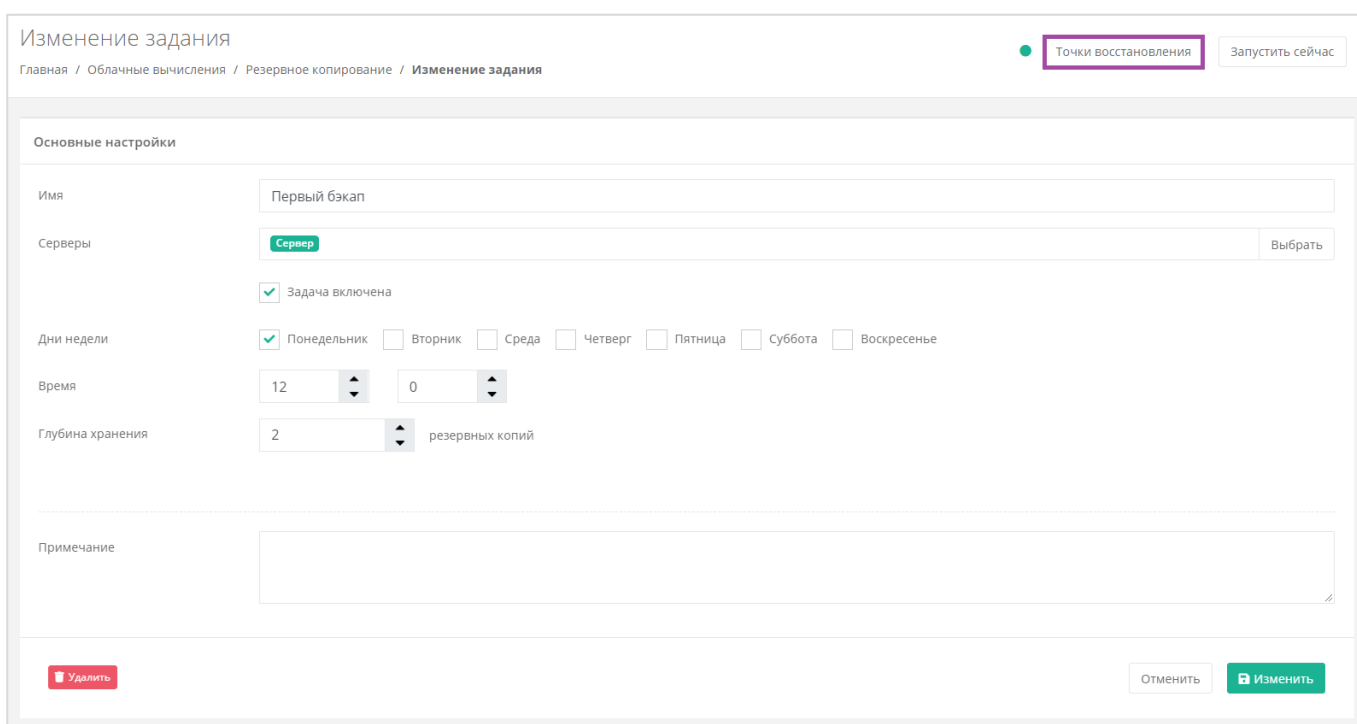 Изменение задания
Точки восстановления Запустить сейчас
Главная / Облачные вычисления / Резервное копирование / Изменение задания
Основные настройки
Имя Первый бэкап
Серверы Сервер Выбрать
Задача включена
Дни недели Понедельник Вторник Среда Четверг Пятница Суббота Воскресенье
Время 12 0
Глубина хранения 2 резервных копий
Примечание
Удалить Отменить Изменить